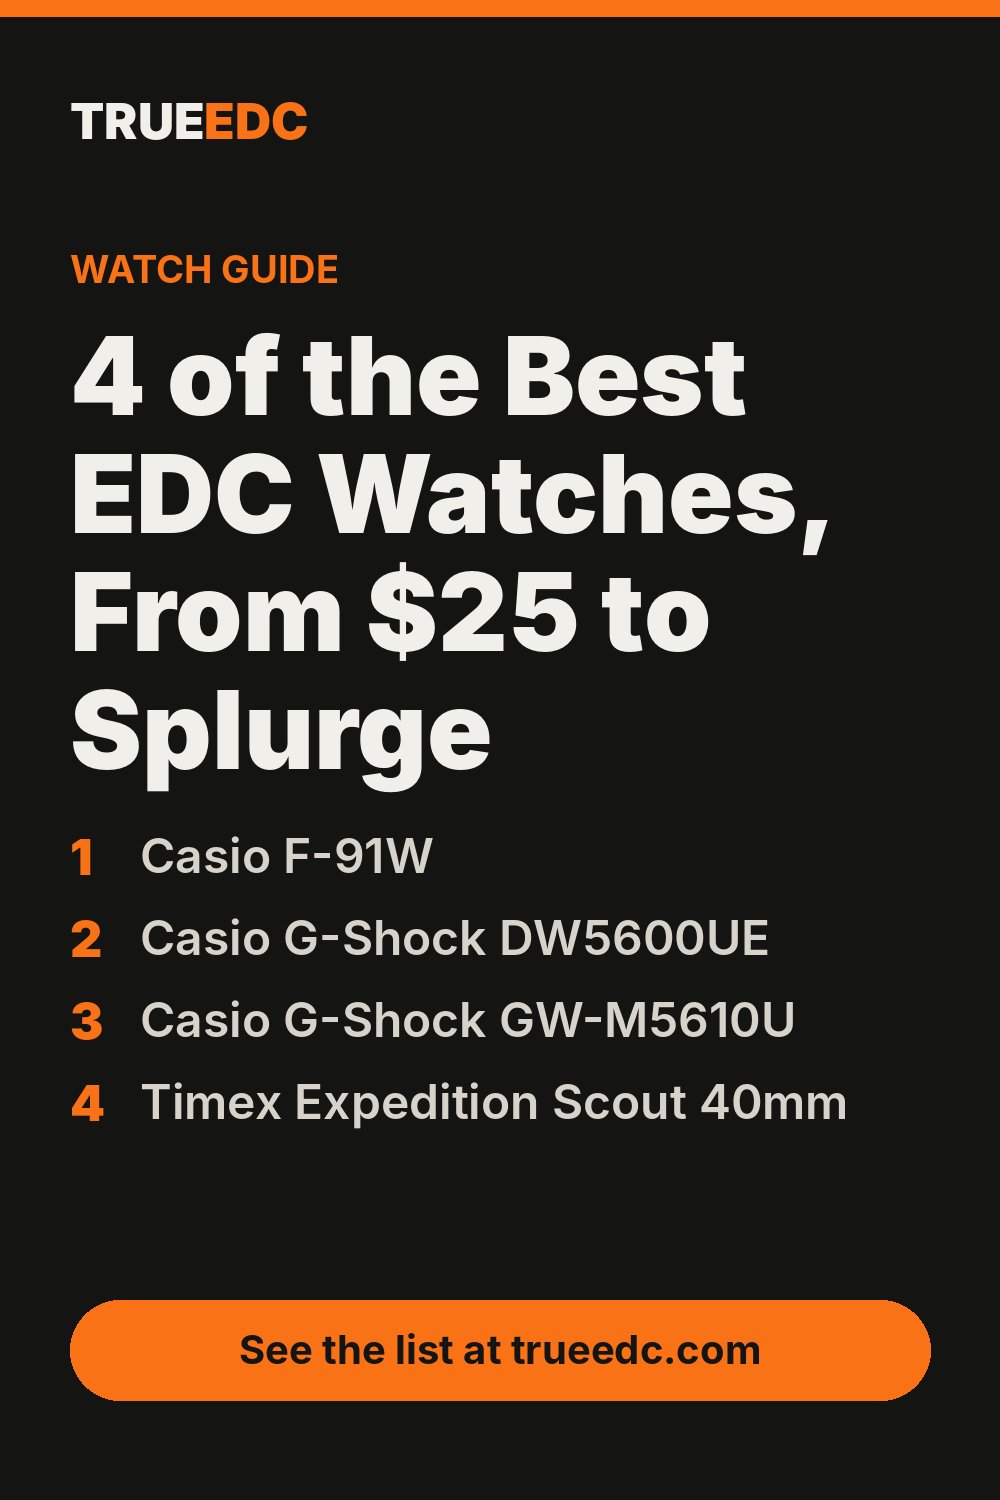 TRUEEDC
WATCH GUIDE
4 of the Best
EDC Watches,
From $25 to
Splurge
1 Casio F-91W
2 Casio G-Shock DW5600UE
3 Casio G-Shock GW-M5610U
4 Timex Expedition Scout 40mm
See the list at trueedc.com